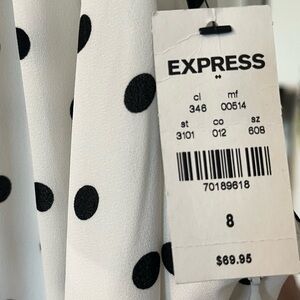 EXPRESS
cl mf
346 00514
st co sz
3101 012 608
70189618
8
$69.95